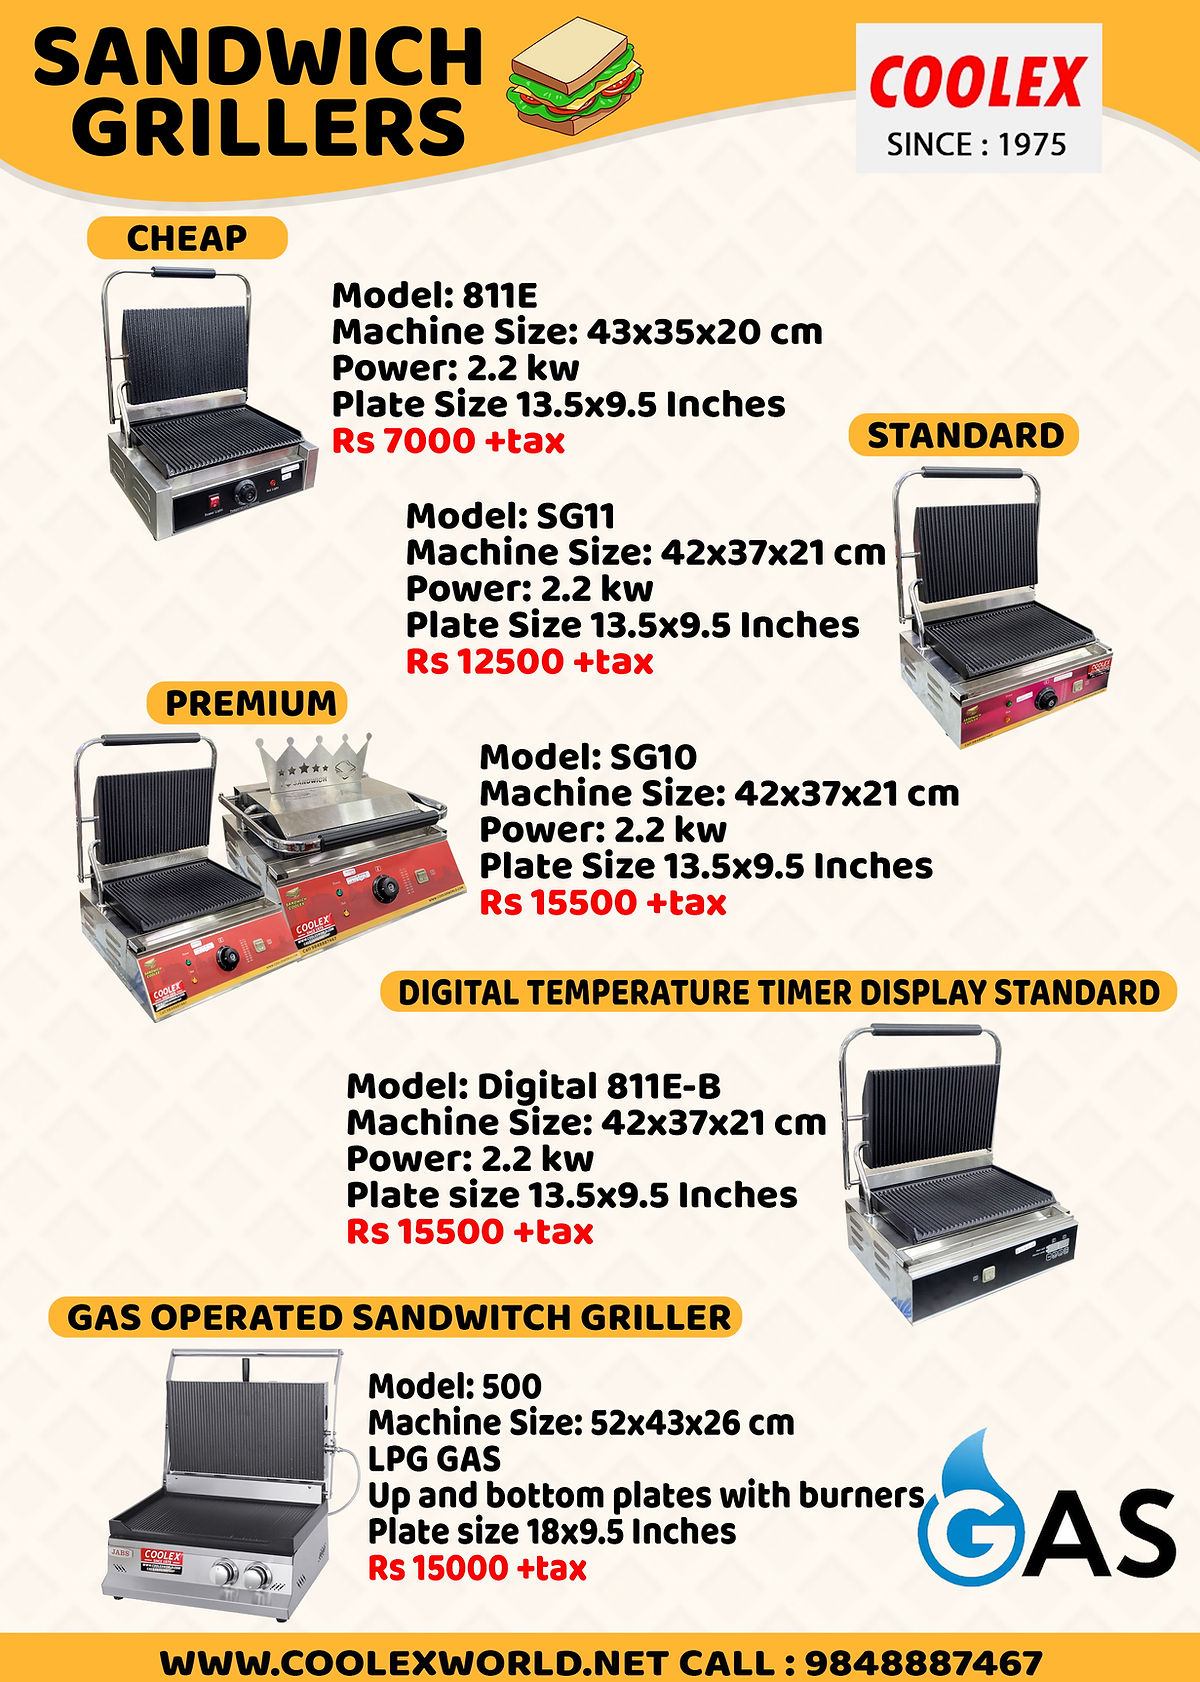 SANDWICH
GRILLERS
COOLEX
SINCE : 1975
CHEAP
Model: 811E
Machine Size: 43x35x20 cm
Power: 2.2 kw
Plate Size 13.5x9.5 Inches
Rs 7000 +tax
STANDARD
Model: SG11
Machine Size: 42x37x21 cm
Power: 2.2 kw
Plate Size 13.5x9.5 Inches
Rs 12500 +tax
COOLEX
PREMIUM
SANDWICH
COOLEX
COOLEX
Model: SG10
Machine Size: 42x37x21 cm
Power: 2.2 kw
Plate Size 13.5x9.5 Inches
Rs 15500 +tax
DIGITAL TEMPERATURE TIMER DISPLAY STANDARD
Model: Digital 811E-B
Machine Size: 42x37x21 cm
Power: 2.2 kw
Plate size 13.5x9.5 Inches
Rs 15500 +tax
GAS OPERATED SANDWITCH GRILLER
Model: 500
Machine Size: 52x43x26 cm
LPG GAS
Up and bottom plates with burners
Plate size 18x9.5 Inches
Rs 15000 +tax
JABS
COOLEX
GAS
WWW.COOLEXWORLD.NET CALL : 9848887467